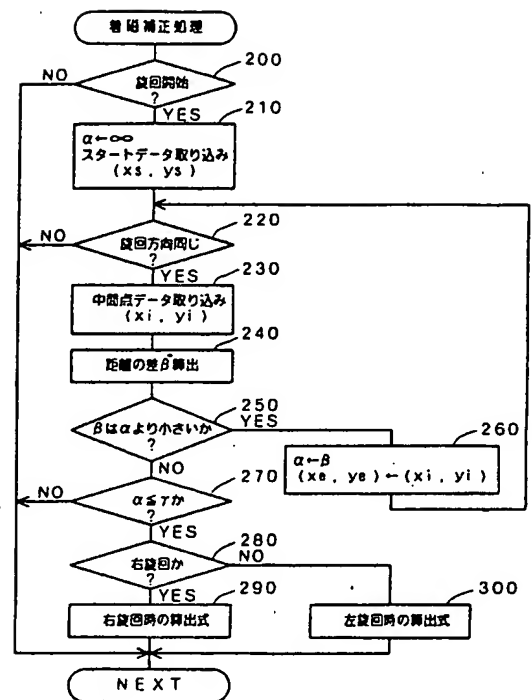 着磁補正処理
200
NO
旋回開始
?
YES
210
α←∞
スタートデータ取り込み
(xs, ys)
220
NO
旋回方向同じ
?
YES
230
中間点データ取り込み
(xi, yi)
240
距離の差β算出
250
βはαより小さいか
?
YES
NO
260
α←β
(xe, ye)←(xi, yi)
270
NO
α≦γか
?
YES
280
右旋回か
?
NO
YES
290
右旋回時の算出式
300
左旋回時の算出式
NEXT